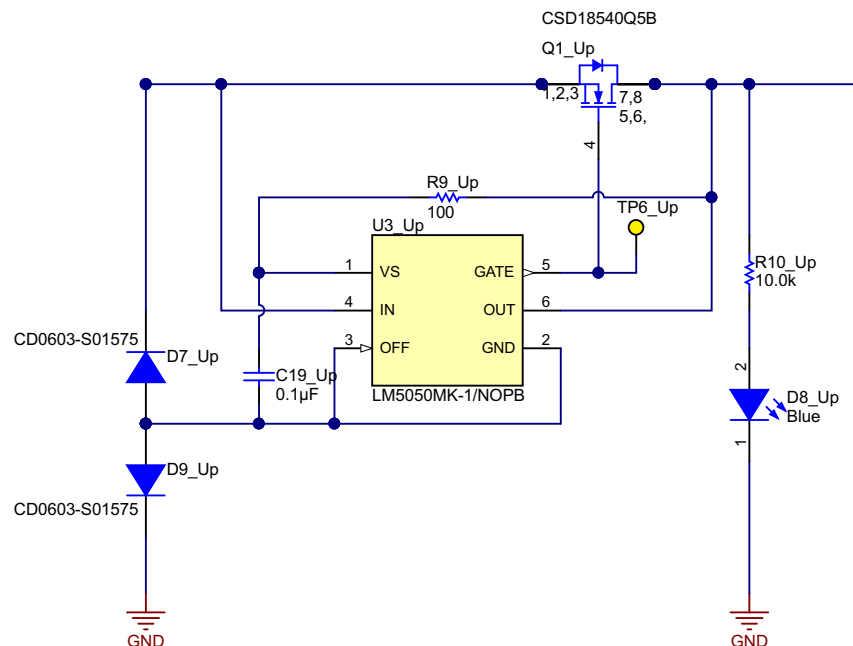 CSD18540Q5B
Q1_Up
1,2,3
7,8
5,6,
4
R9_Up
100
TP6_Up
U3_Up
1
VS
GATE
5
4
IN
OUT
6
3
OFF
GND
2
LM5050MK-1/NOPB
R10_Up
10.0k
CD0603-S01575
D7_Up
C19_Up
0.1µF
2
D8_Up
Blue
1
D9_Up
CD0603-S01575
GND
GND